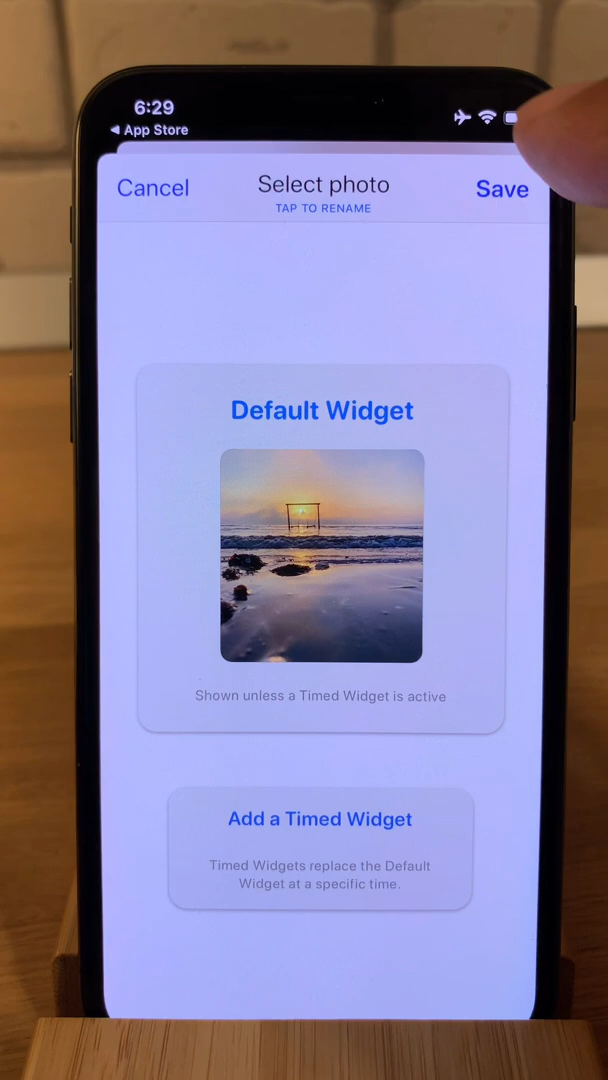 6:29
◀ App Store
Cancel
Select photo
Save
TAP TO RENAME
Default Widget
Shown unless a Timed Widget is active
Add a Timed Widget
Timed Widgets replace the Default
Widget at a specific time.